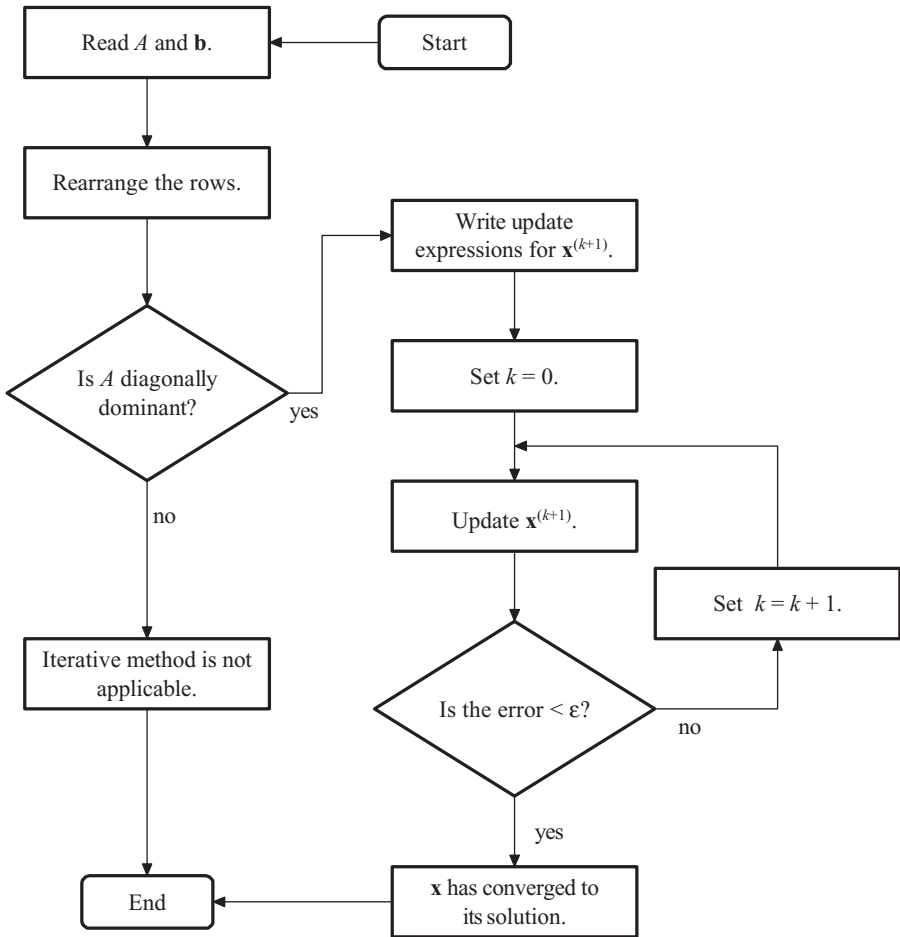 Start
Read A and b.
Rearrange the rows.
Is A diagonally
dominant?
yes
no
Iterative method is not
applicable.
Write update
expressions for x^(k+1).
Set k = 0.
Update x^(k+1).
Set k = k + 1.
Is the error < ε?
no
yes
x has converged to
its solution.
End